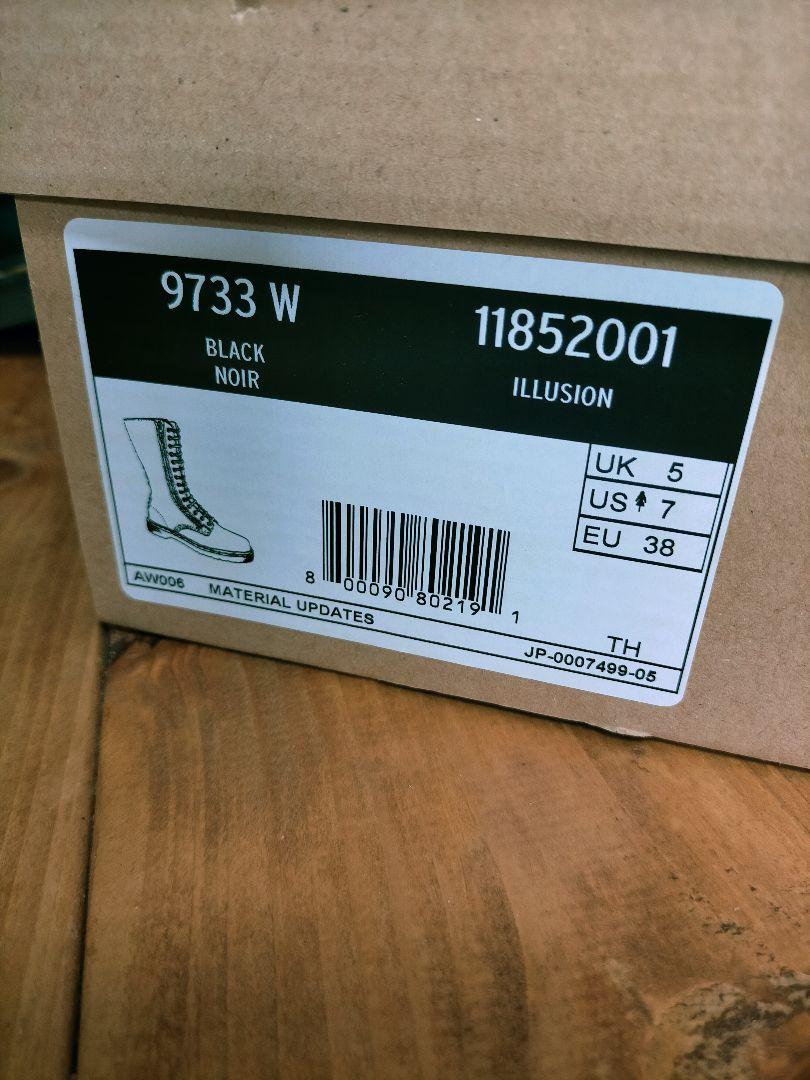 9733 W
BLACK
NOIR
11852001
ILLUSION
UK 5
US 7
EU 38
8 00090 80219 1
AW006 MATERIAL UPDATES
TH
JP-0007499-05